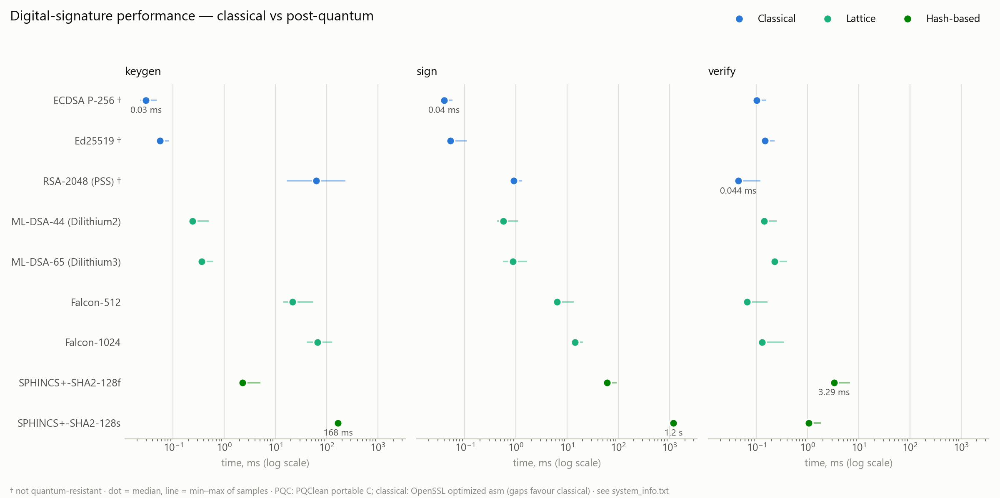 Digital-signature performance — classical vs post-quantum
Classical
Lattice
Hash-based
keygen
sign
verify
ECDSA P-256 †
0.03 ms
0.04 ms
Ed25519 †
RSA-2048 (PSS) †
0.044 ms
ML-DSA-44 (Dilithium2)
ML-DSA-65 (Dilithium3)
Falcon-512
Falcon-1024
SPHINCS+-SHA2-128f
3.29 ms
SPHINCS+-SHA2-128s
168 ms
1.2 s
10⁻¹ 10⁰ 10¹ 10² 10³
10⁻¹ 10⁰ 10¹ 10² 10³
10⁻¹ 10⁰ 10¹ 10² 10³
time, ms (log scale)
time, ms (log scale)
time, ms (log scale)
† not quantum-resistant · dot = median, line = min–max of samples · PQC: PQClean portable C; classical: OpenSSL optimized asm (gaps favour classical) · see system_info.txt